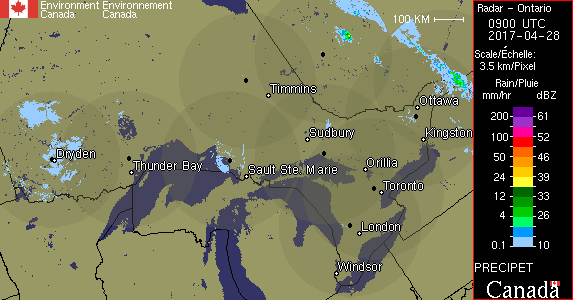 Environment Environnement
Canada Canada
100 KM
Timmins
Ottawa
Sudbury
Kingston
Dryden
Thunder Bay
Sault Ste. Marie
Orillia
Toronto
London
Windsor
Radar - Ontario
0900 UTC
2017-04-28
Scale/Échelle:
3.5 km/Pixel
Rain/Pluie
mm/hr dBZ
200 61
100 52
50 46
24 39
12 33
4 26
0.1 10
PRECIPET
Canada